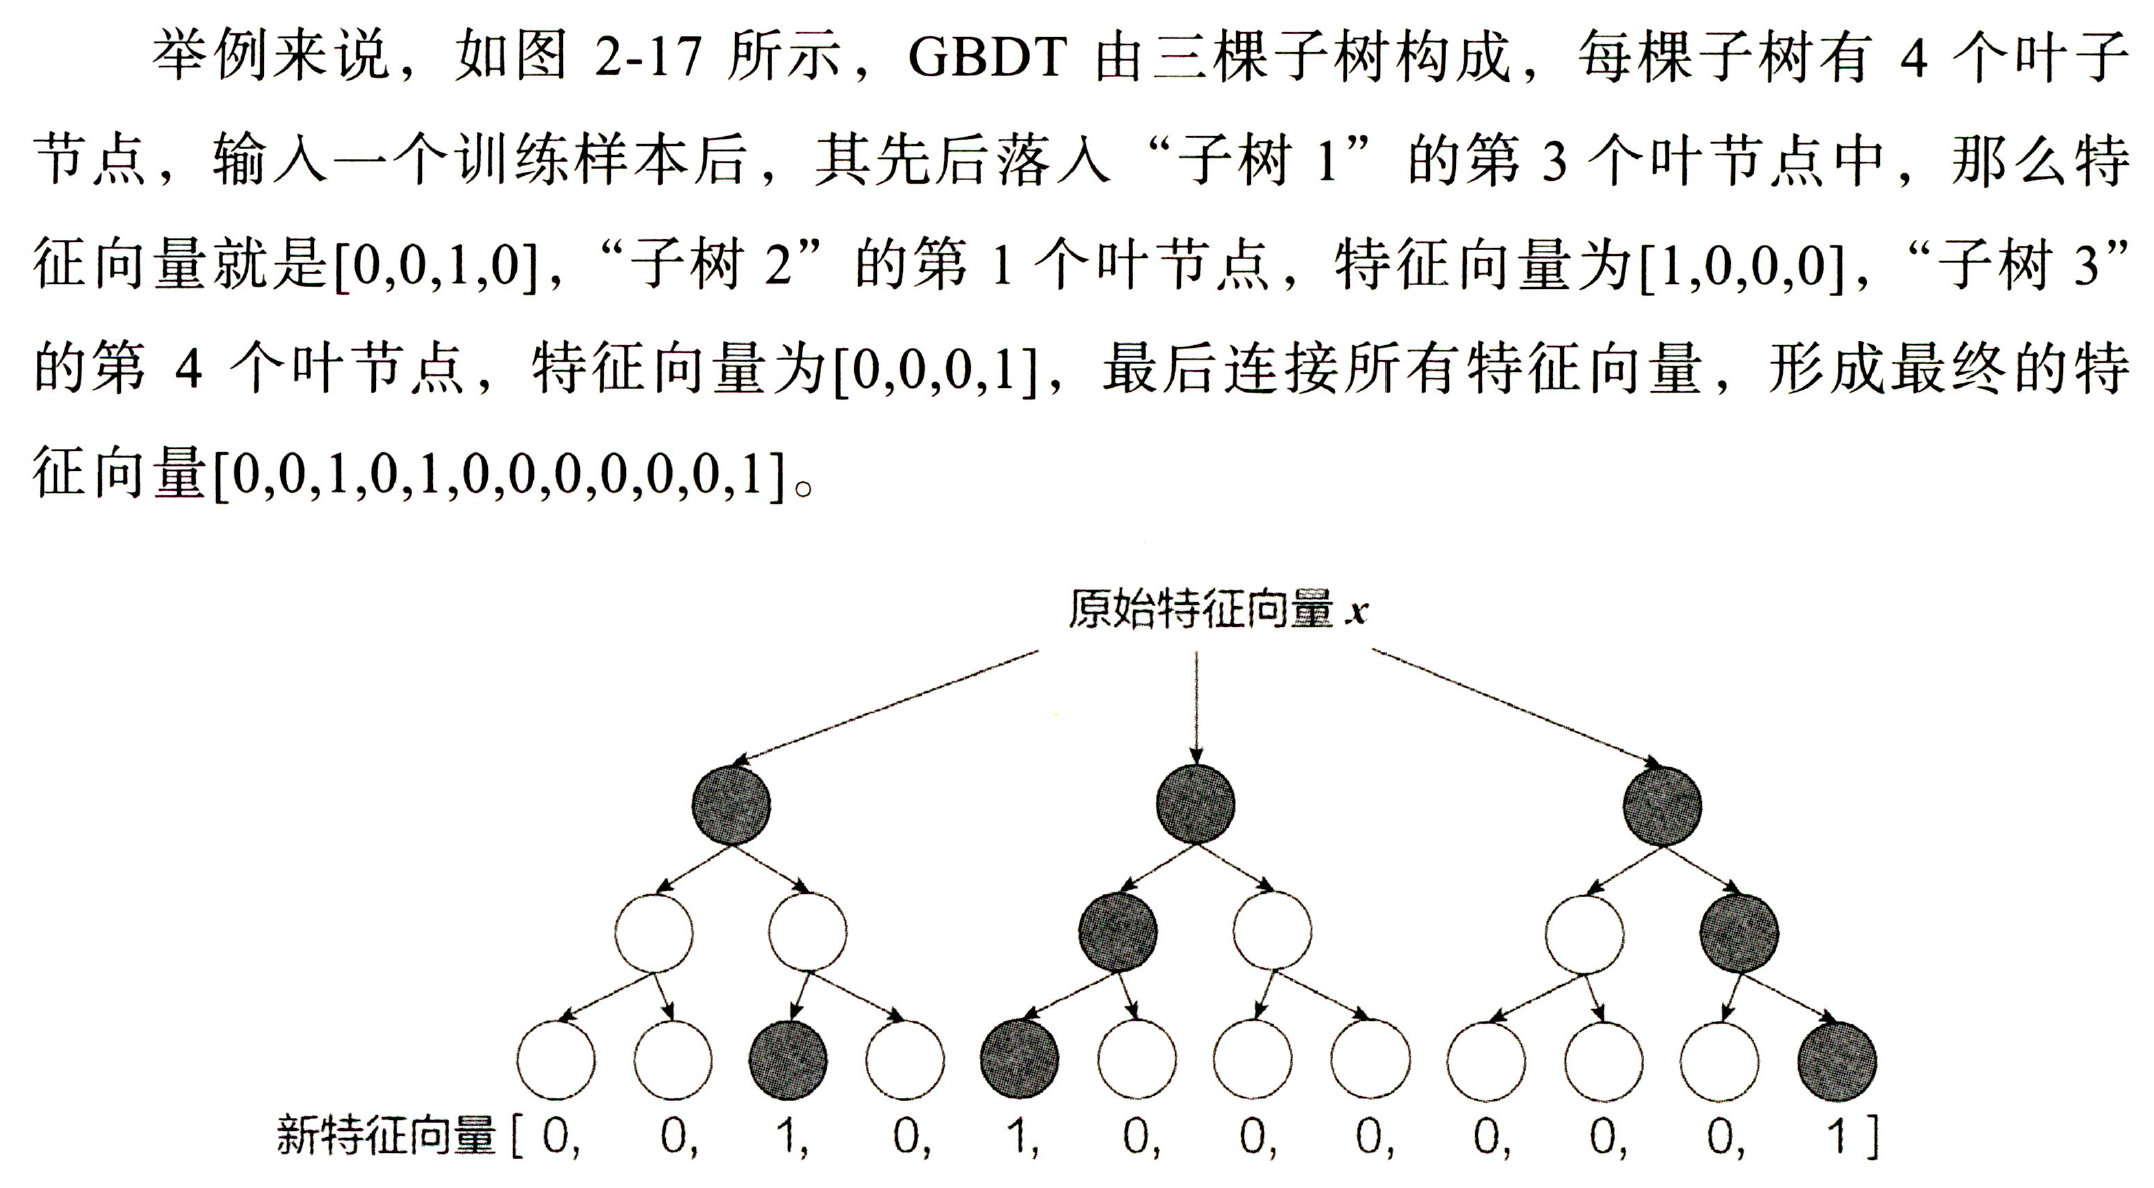 举例来说，如图 2-17 所示，GBDT 由三棵子树构成，每棵子树有 4 个叶子
节点，输入一个训练样本后，其先后落入“子树 1”的第 3 个叶节点中，那么特
征向量就是[0,0,1,0]，“子树 2”的第 1 个叶节点，特征向量为[1,0,0,0]，“子树 3”
的第 4 个叶节点，特征向量为[0,0,0,1]，最后连接所有特征向量，形成最终的特
征向量[0,0,1,0,1,0,0,0,0,0,0,1]。
原始特征向量 x
新特征向量 [ 0, 0, 1, 0, 1, 0, 0, 0, 0, 0, 0, 1 ]